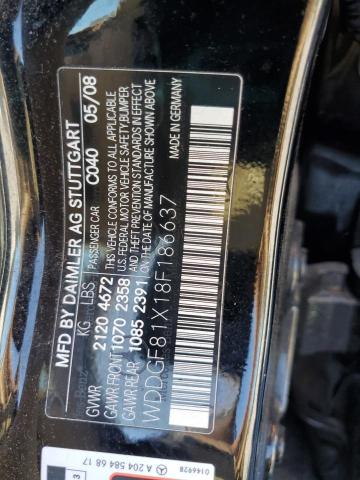 MFD BY DAIMLER AG STUTTGART
KG and LBS PASSENGER CAR C040 05/08
GVWR 2120 4672
GAWR FRONT 1070 2358
GAWR REAR 1085 2391
THIS VEHICLE CONFORMS TO ALL APPLICABLE
U.S. FEDERAL MOTOR VEHICLE SAFETY BUMPER
AND THEFT PREVENTION STANDARDS IN EFFECT
ON THE DATE OF MANUFACTURE SHOWN ABOVE
MADE IN GERMANY
WDDGF81X18F186637
0146928
A 204 584 68 17